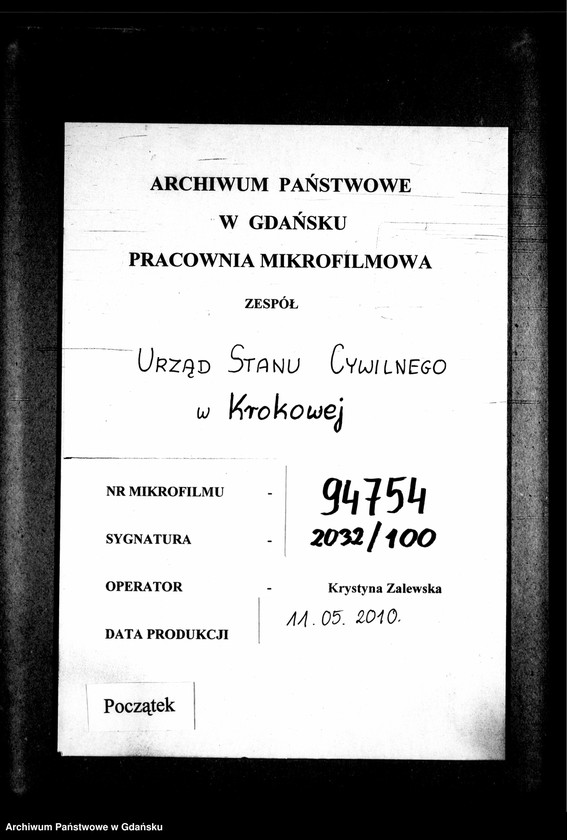 ARCHIWUM PAŃSTWOWE
W GDAŃSKU
PRACOWNIA MIKROFILMOWA
ZESPÓŁ
URZĄD STANU CYWILNEGO
w Krokowej
NR MIKROFILMU - 94754
SYGNATURA - 2032/100
OPERATOR - Krystyna Zalewska
DATA PRODUKCJI 11.05.2010.
Początek
Archiwum Państwowe w Gdańsku